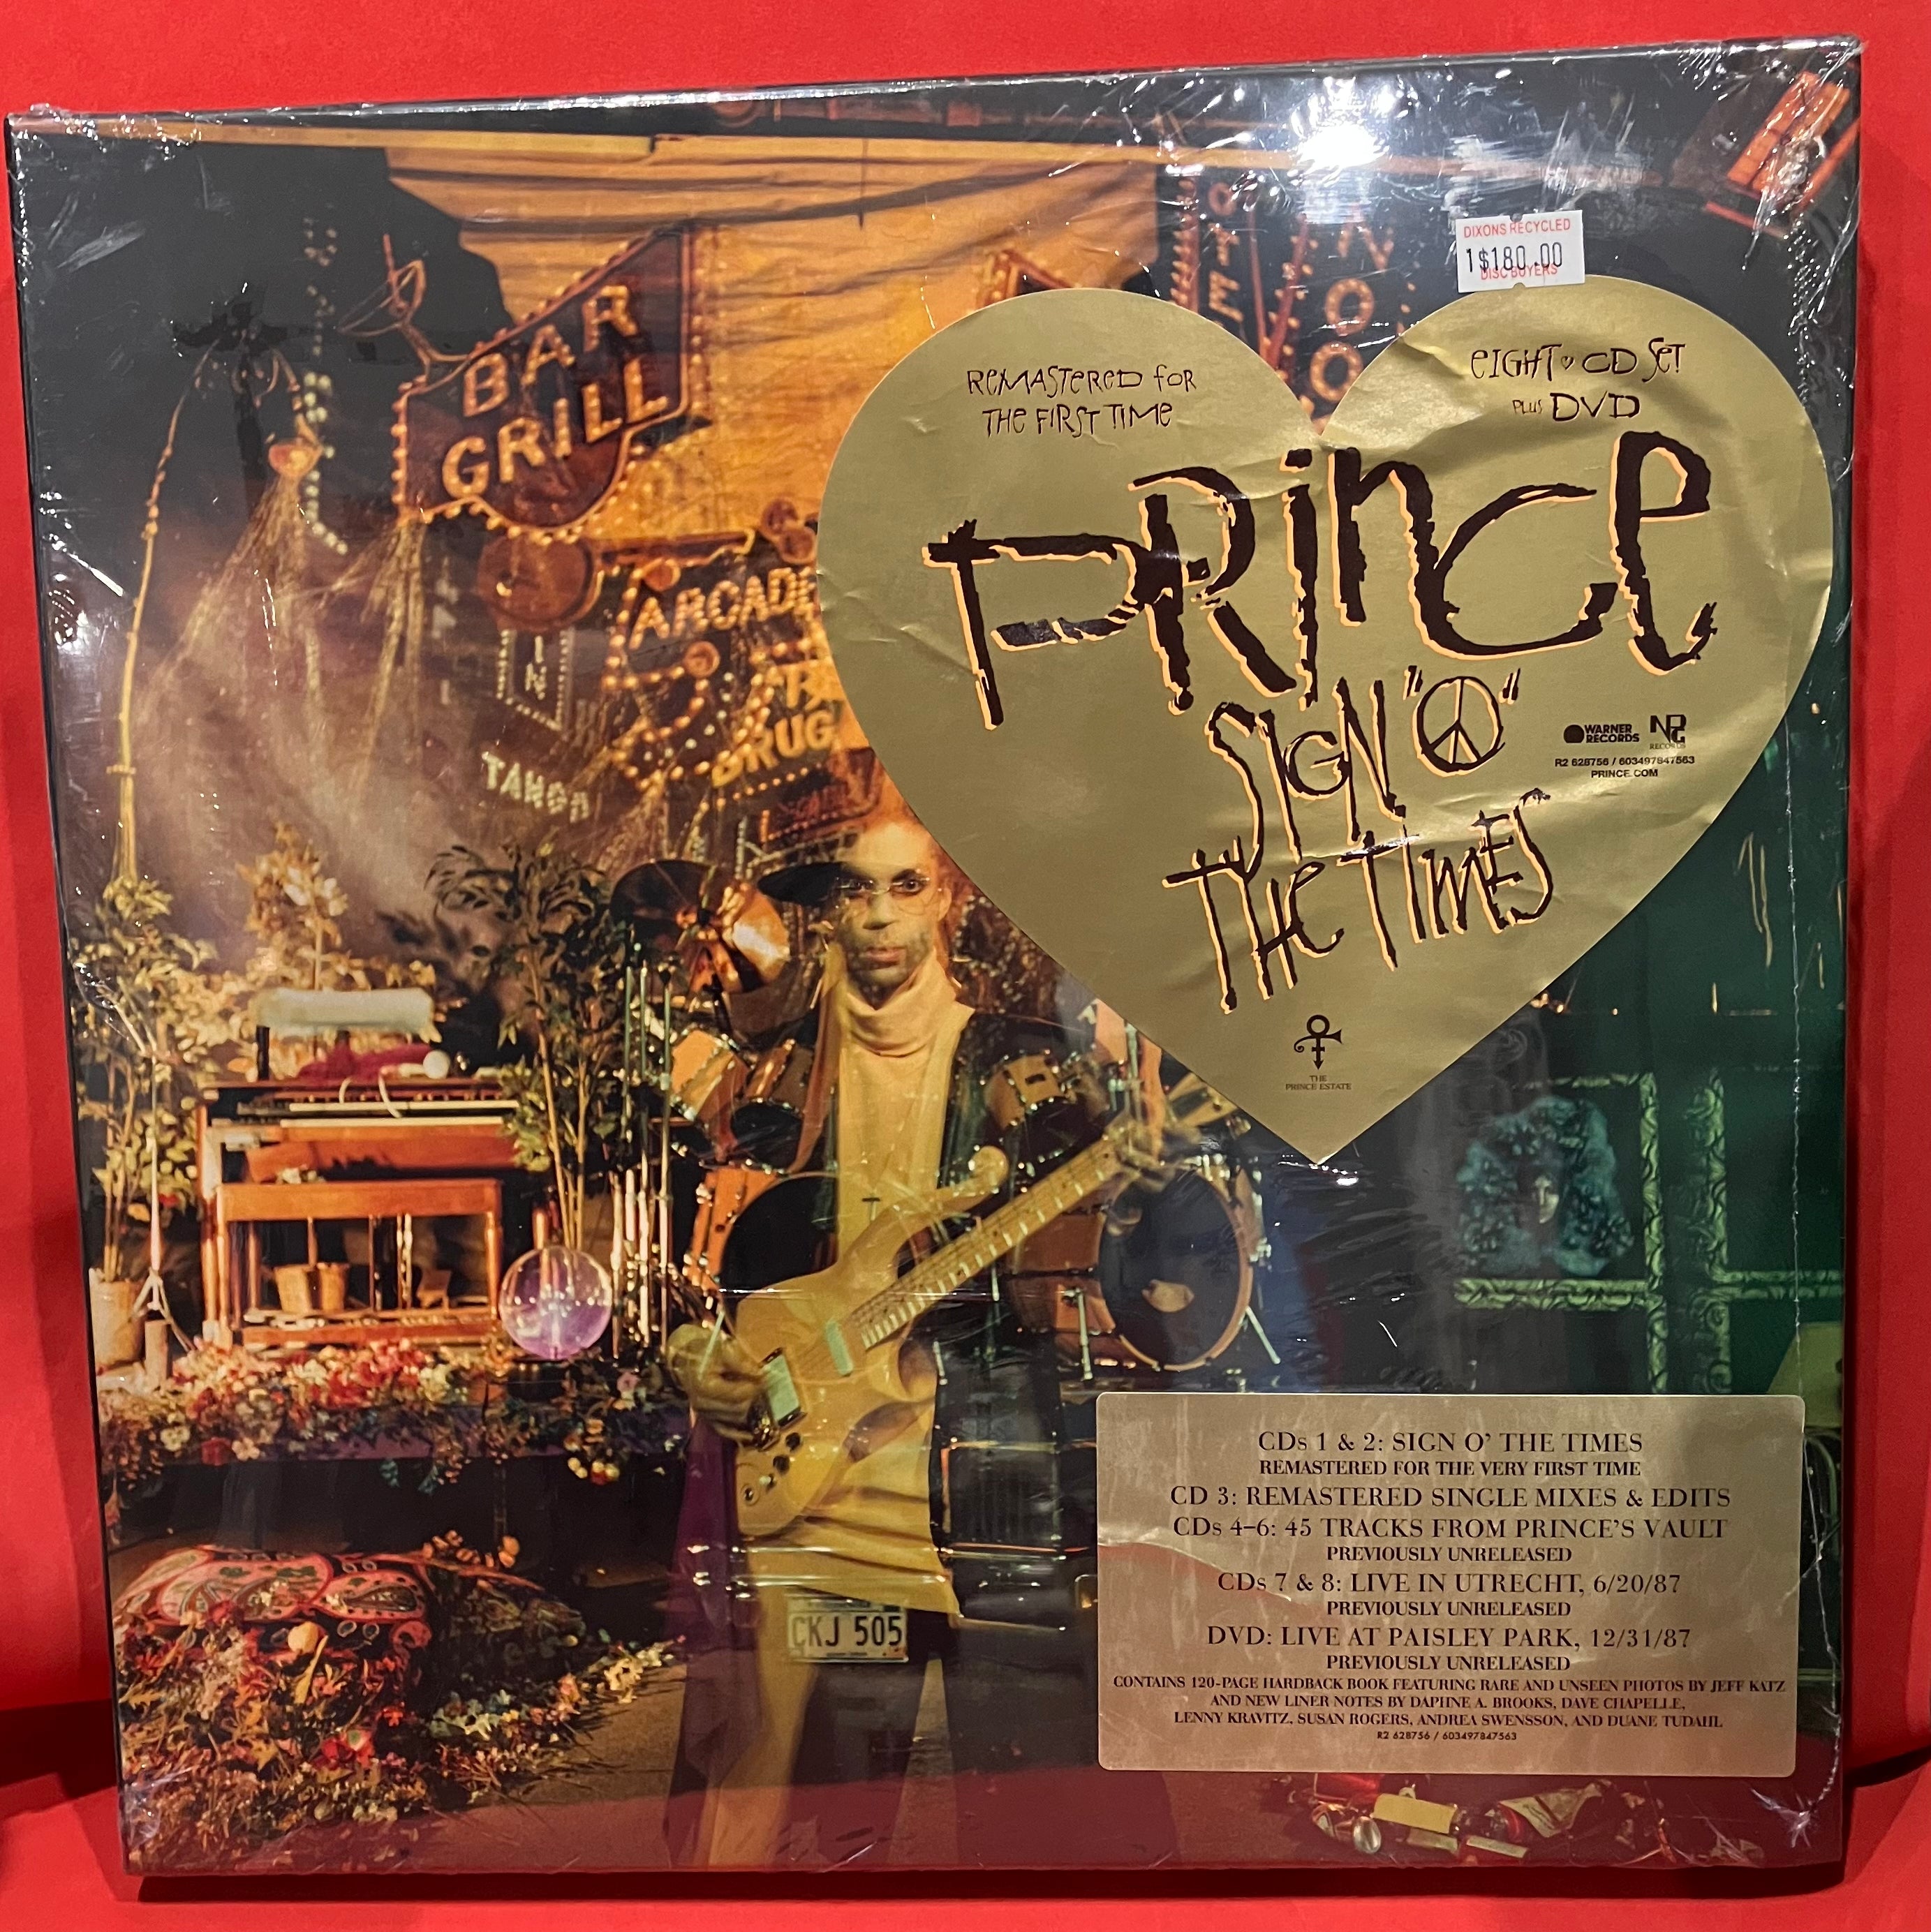 DIXONS RECYCLED
1$180.00
DISC BUYERS
BAR
GRILL
ARCADE
DRUG
REMASTERED FOR
THE FIRST TIME
EIGHT CD SET
PLUS DVD
PRINCE
SIGN "O"
THE TIMES
WARNER
RECORDS
NPG
RECORDS
R2 628756 / 603497847563
PRINCE.COM
THE
PRINCE ESTATE
CKJ 505
CDs 1 & 2: SIGN O' THE TIMES
REMASTERED FOR THE VERY FIRST TIME
CD 3: REMASTERED SINGLE MIXES & EDITS
CDs 4–6: 45 TRACKS FROM PRINCE'S VAULT
PREVIOUSLY UNRELEASED
CDs 7 & 8: LIVE IN UTRECHT, 6/20/87
PREVIOUSLY UNRELEASED
DVD: LIVE AT PAISLEY PARK, 12/31/87
PREVIOUSLY UNRELEASED
CONTAINS 120-PAGE HARDBACK BOOK FEATURING RARE AND UNSEEN PHOTOS BY JEFF KATZ
AND NEW LINER NOTES BY DAPHNE A. BROOKS, DAVE CHAPELLE,
LENNY KRAVITZ, SUSAN ROGERS, ANDREA SWENSSON, AND DUANE TUDAHL
R2 628756 / 603497847563